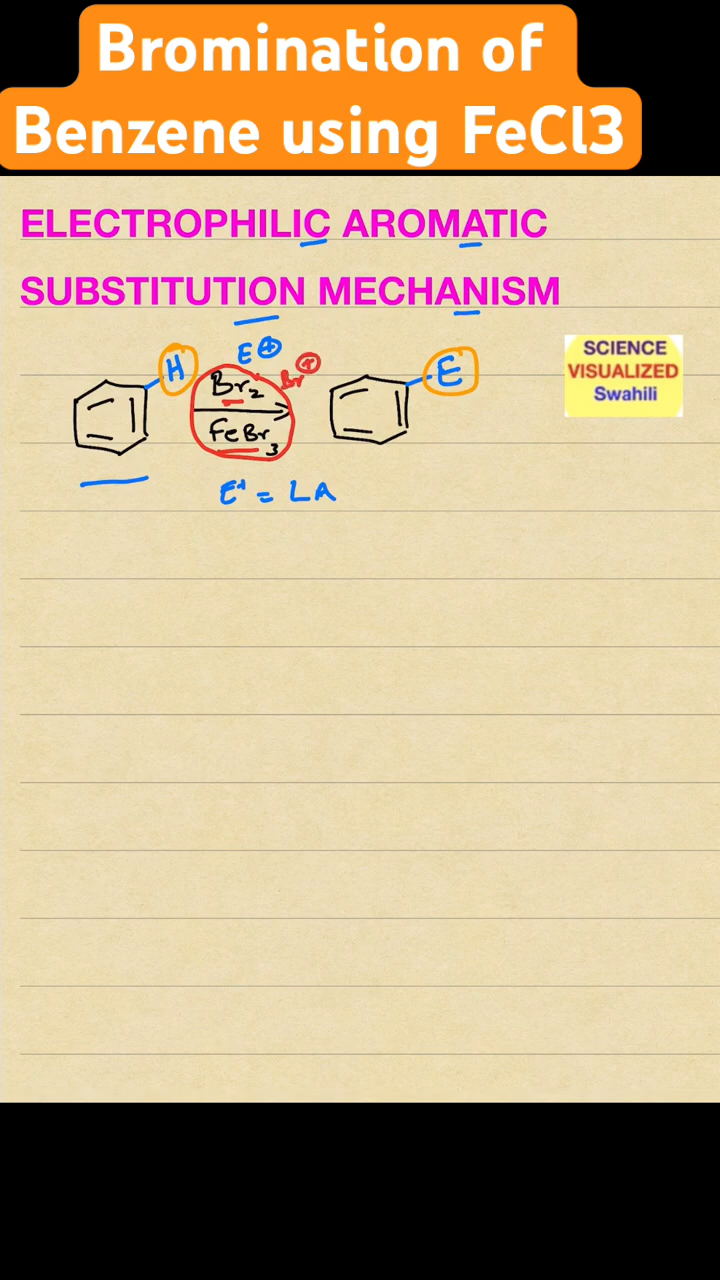 Bromination of
Benzene using FeCl3
ELECTROPHILIC AROMATIC
SUBSTITUTION MECHANISM
SCIENCE
VISUALIZED
Swahili
E⊕
H
Br₂
Br⊕
E
FeBr₃
E⁺ = LA